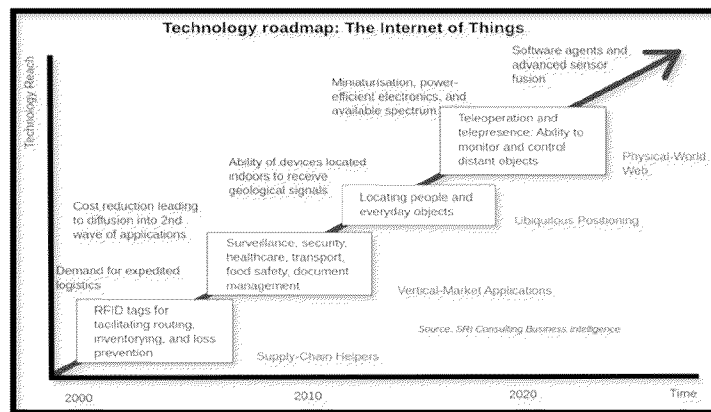 Technology roadmap: The Internet of Things
Software agents and
advanced sensor
fusion
Miniaturisation, power-
efficient electronics, and
available spectrum
Technology Reach
Teleoperation and
telepresence: Ability to
monitor and control
distant objects
Physical-World
Web
Ability of devices located
indoors to receive
geological signals
Locating people and
everyday objects
Ubiquitous Positioning
Cost reduction leading
to diffusion into 2nd
wave of applications
Surveillance, security,
healthcare, transport,
food safety, document
management
Vertical-Market Applications
Demand for expedited
logistics
RFID tags for
facilitating routing,
inventorying, and loss
prevention
Source: SRI Consulting Business Intelligence
Supply-Chain Helpers
2000
2010
2020
Time